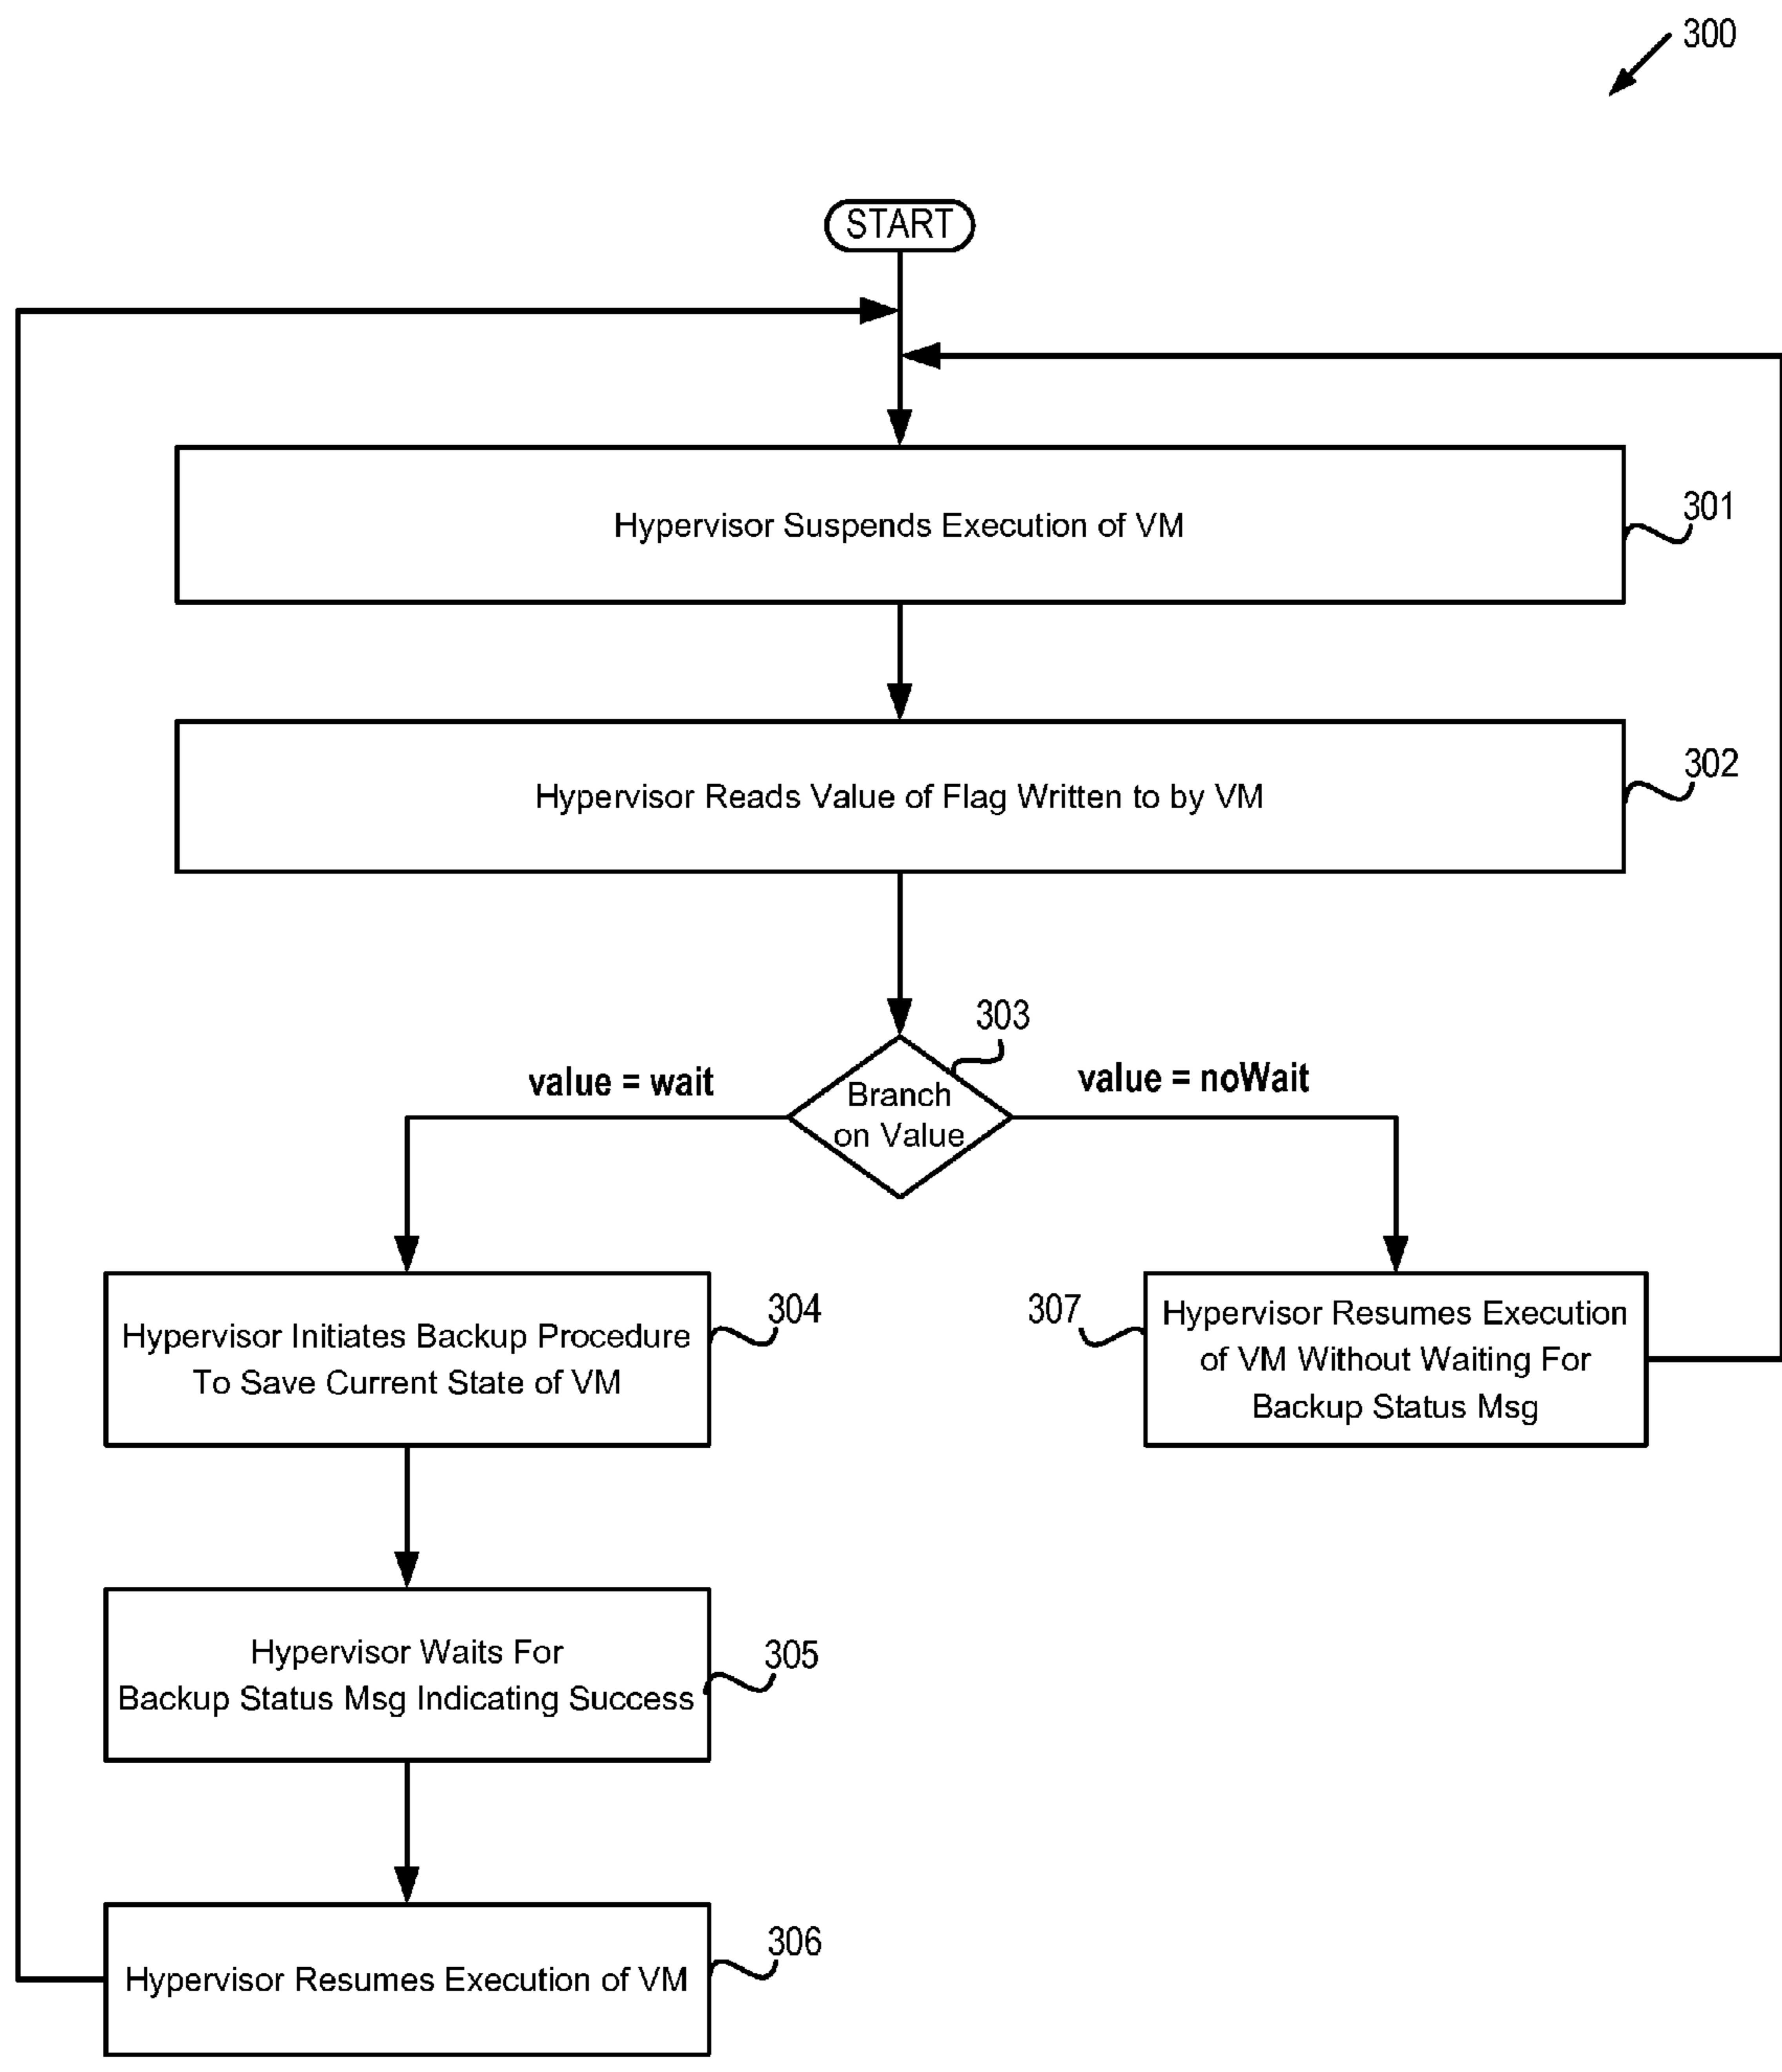 300
START
Hypervisor Suspends Execution of VM
301
Hypervisor Reads Value of Flag Written to by VM
302
303
value = wait
value = noWait
Branch
on Value
Hypervisor Initiates Backup Procedure
To Save Current State of VM
304
307
Hypervisor Resumes Execution
of VM Without Waiting For
Backup Status Msg
Hypervisor Waits For
Backup Status Msg Indicating Success
305
Hypervisor Resumes Execution of VM
306